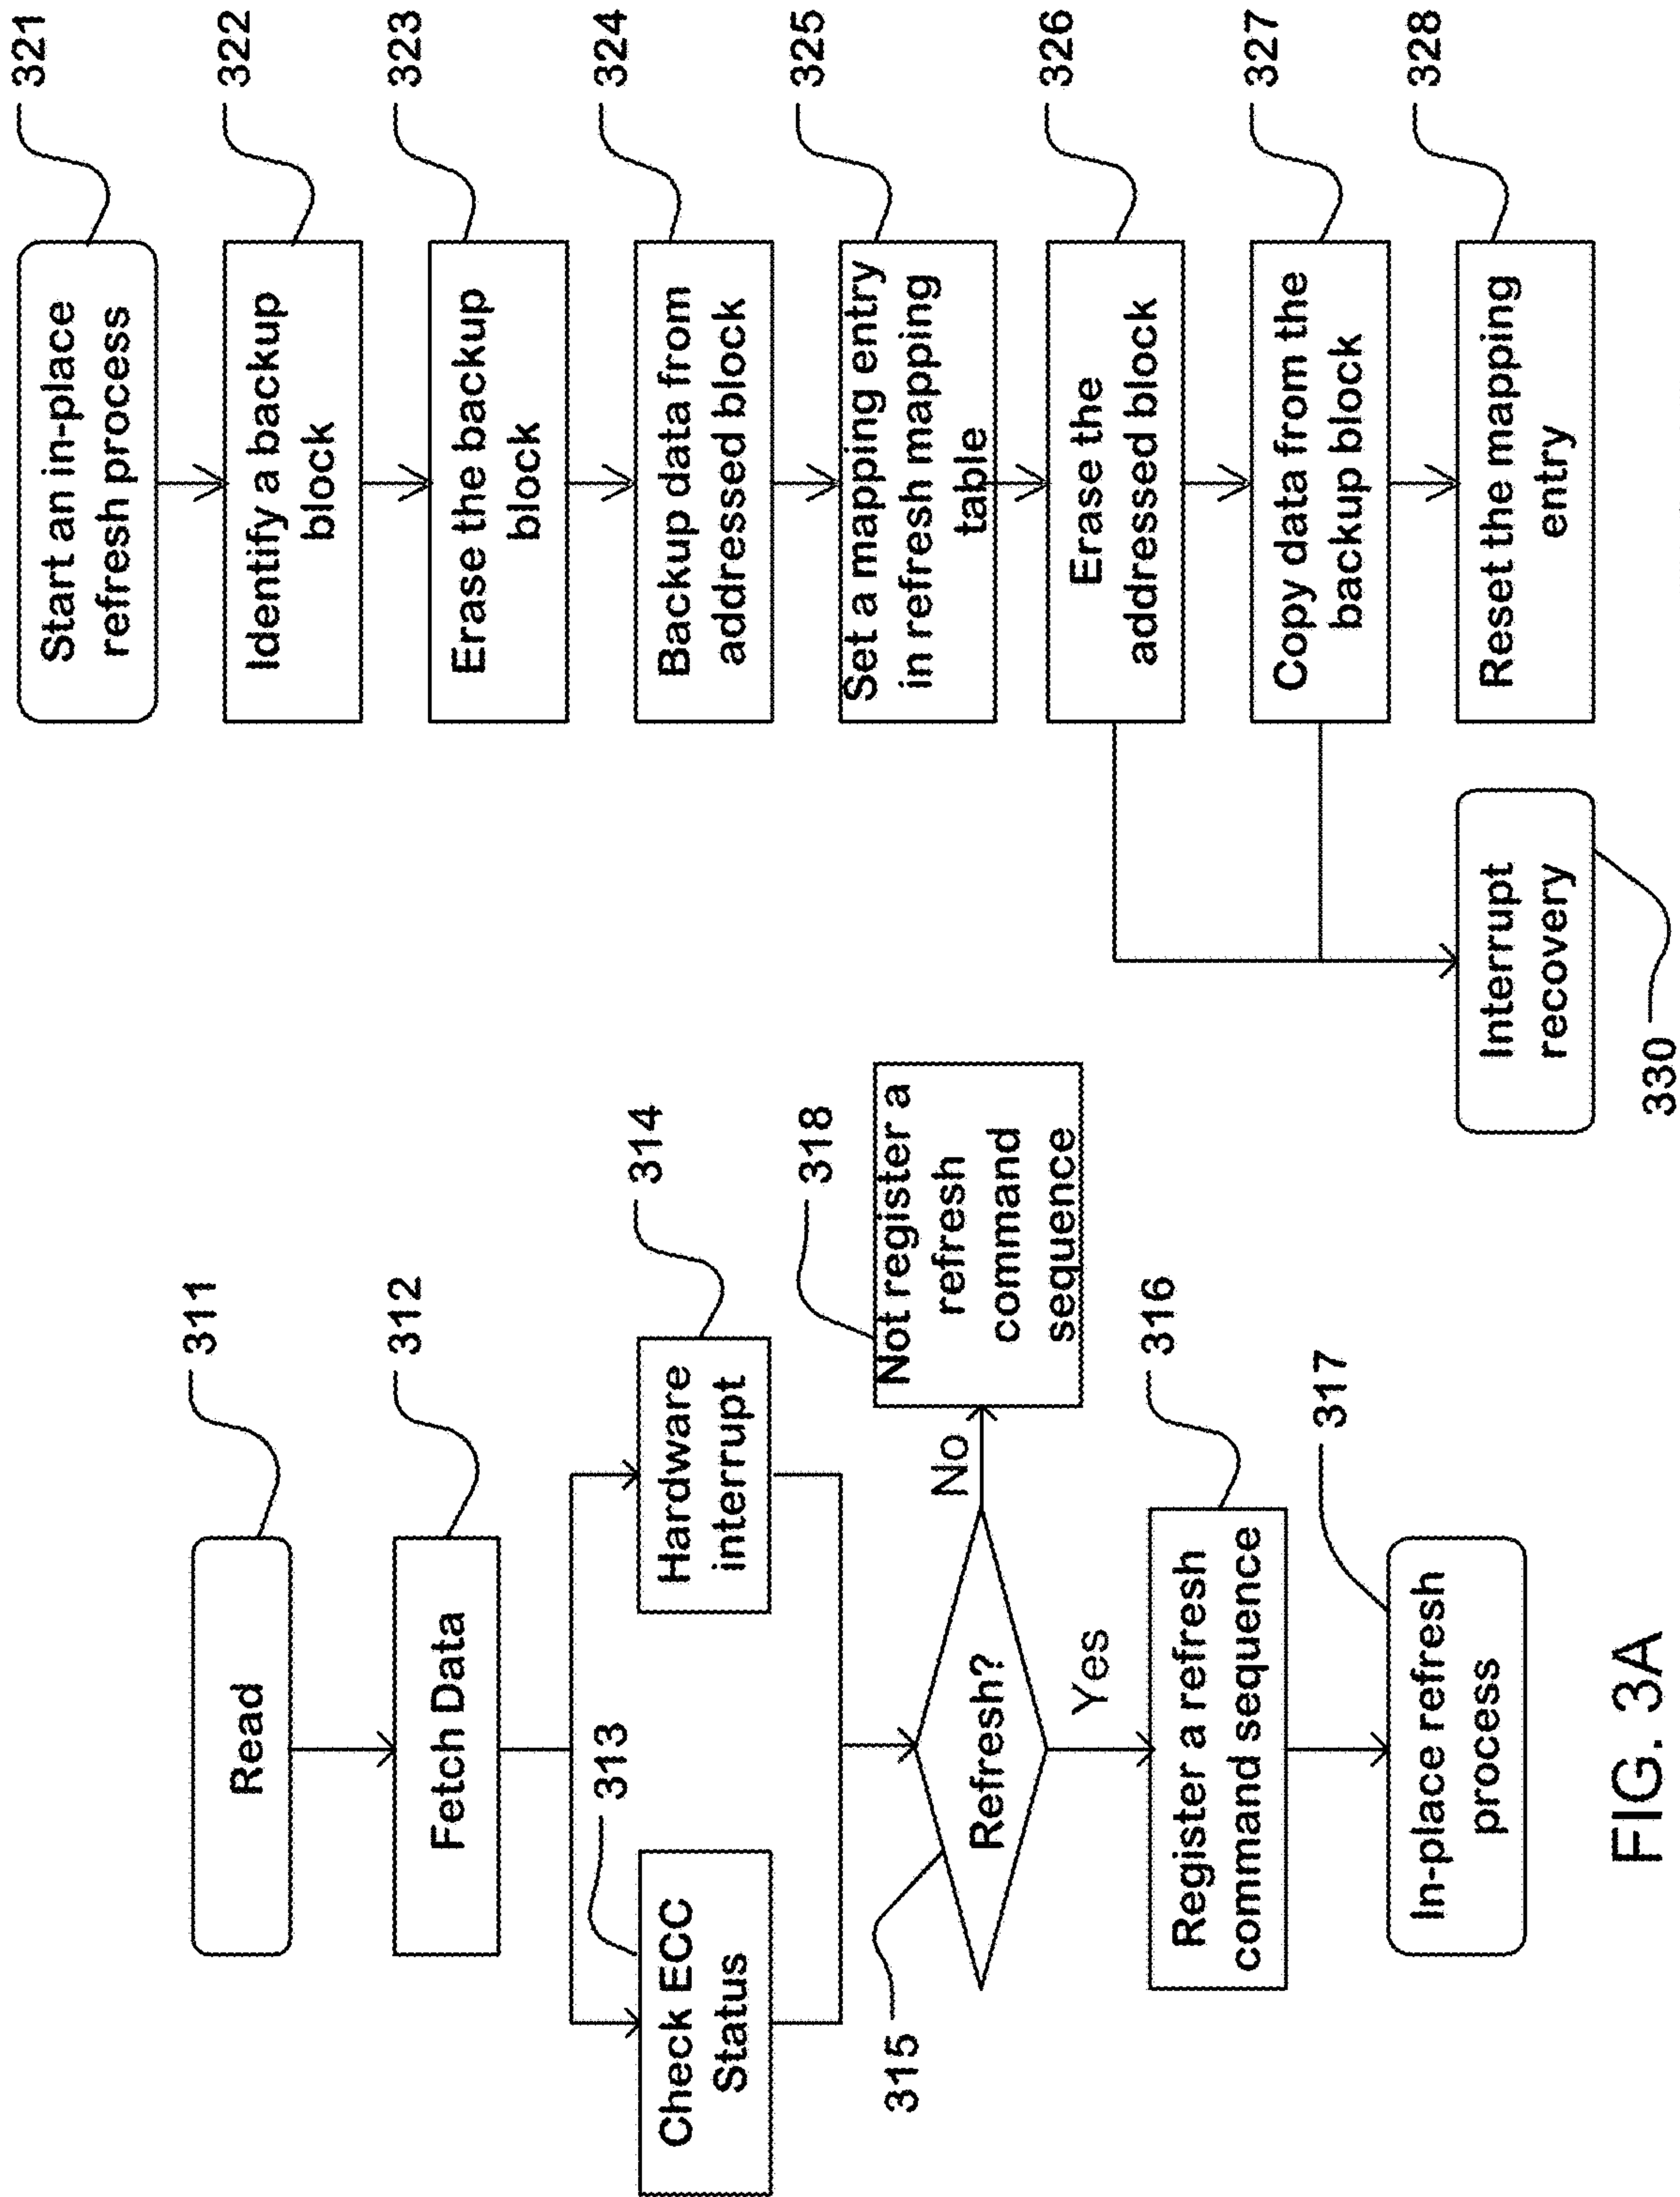 Read
311
Fetch Data
312
Check ECC
Status
313
Hardware
interrupt
314
Refresh?
315
No
Yes
Not register a
refresh
command
sequence
318
Register a refresh
command sequence
316
In-place refresh
process
317
FIG. 3A
Start an in-place
refresh process
321
Identify a backup
block
322
Erase the backup
block
323
Backup data from
addressed block
324
Set a mapping entry
in refresh mapping
table
325
Erase the
addressed block
326
Copy data from the
backup block
327
Reset the mapping
entry
328
Interrupt
recovery
330